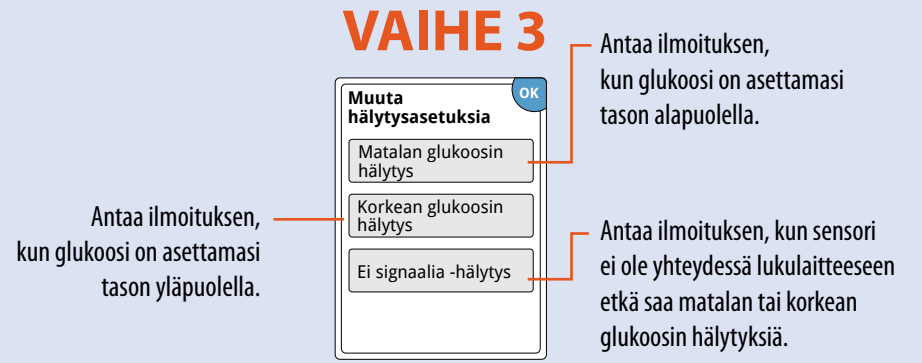 VAIHE 3
OK
Muuta
hälytysasetuksia
Matalan glukoosin
hälytys
Korkean glukoosin
hälytys
Ei signaalia -hälytys
Antaa ilmoituksen,
kun glukoosi on asettamasi
tason alapuolella.
Antaa ilmoituksen,
kun glukoosi on asettamasi
tason yläpuolella.
Antaa ilmoituksen, kun sensori
ei ole yhteydessä lukulaitteeseen
etkä saa matalan tai korkean
glukoosin hälytyksiä.